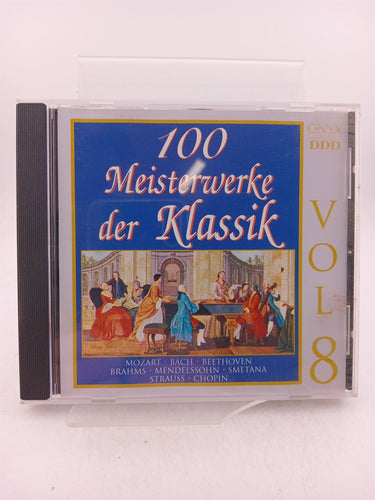 100
Meisterwerke
der Klassik
MOZART · BACH · BEETHOVEN
BRAHMS · MENDELSSOHN · SMETANA
STRAUSS · CHOPIN
ONYX
DDD
VOL 8